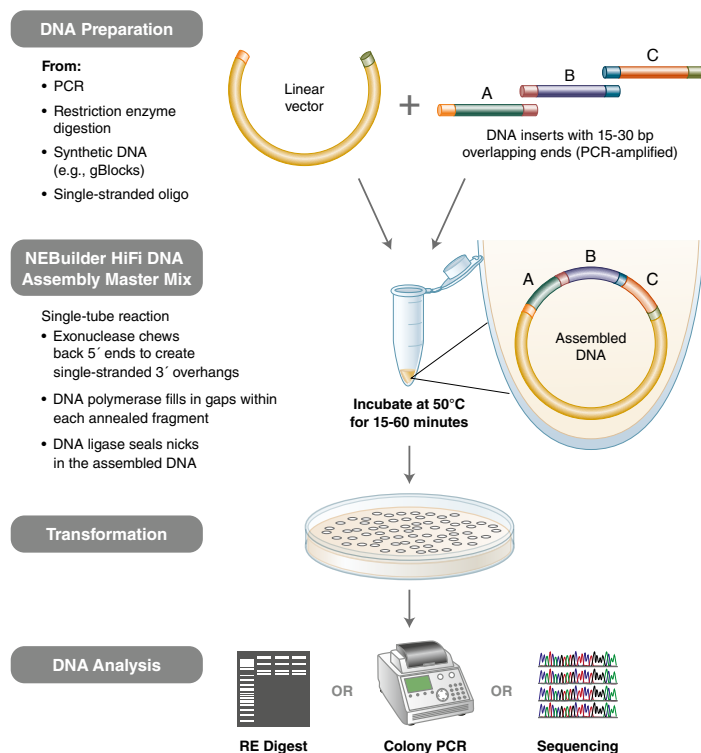 DNA Preparation
From:
• PCR
• Restriction enzyme
digestion
• Synthetic DNA
(e.g., gBlocks)
• Single-stranded oligo
Linear
vector
+
A
B
C
DNA inserts with 15-30 bp
overlapping ends (PCR-amplified)
NEBuilder HiFi DNA
Assembly Master Mix
Single-tube reaction
• Exonuclease chews
back 5´ ends to create
single-stranded 3´ overhangs
• DNA polymerase fills in gaps within
each annealed fragment
• DNA ligase seals nicks
in the assembled DNA
Incubate at 50°C
for 15-60 minutes
A
B
C
Assembled
DNA
Transformation
DNA Analysis
OR
OR
RE Digest
Colony PCR
Sequencing